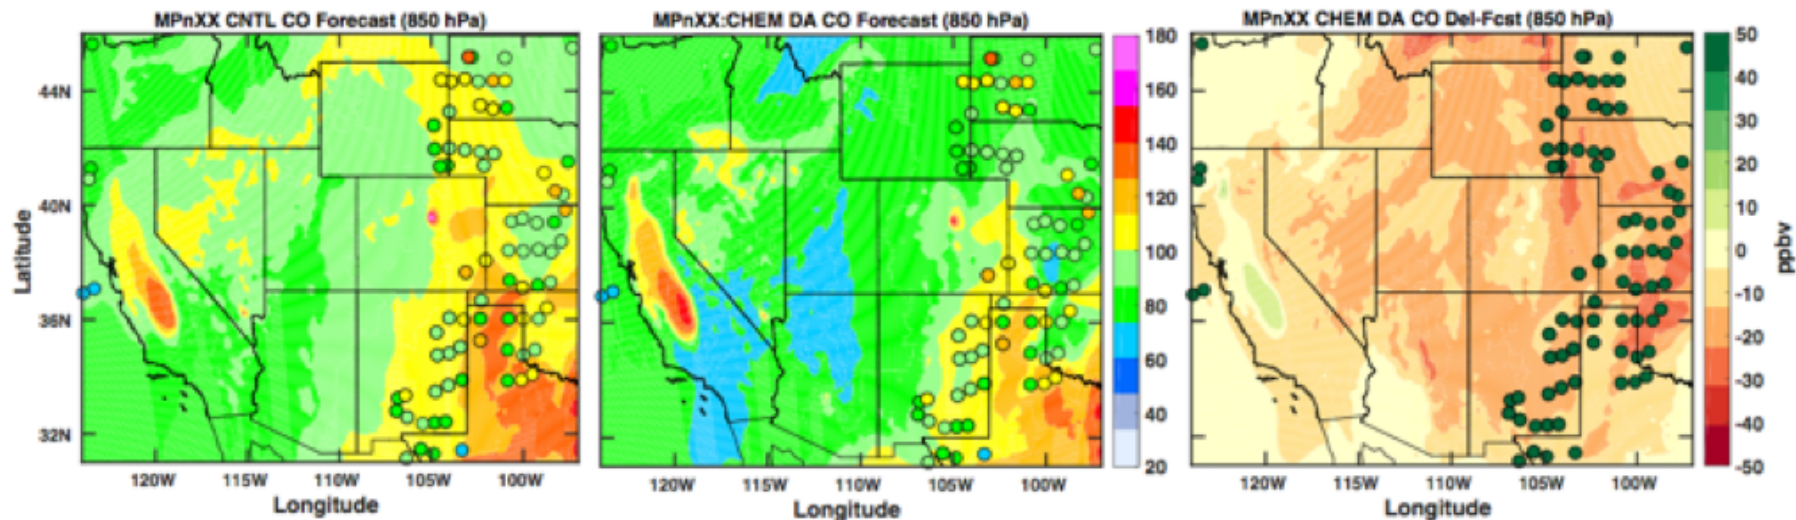 MPnXX CNTL CO Forecast (850 hPa)
MPnXX:CHEM DA CO Forecast (850 hPa)
MPnXX CHEM DA CO Del-Fcst (850 hPa)
Latitude
44N
40N
36N
32N
120W 115W 110W 105W 100W
Longitude
120W 115W 110W 105W 100W
Longitude
180
160
140
120
100
80
60
40
20
120W 115W 110W 105W 100W
Longitude
50
40
30
20
10
0
-10
-20
-30
-40
-50
ppbv